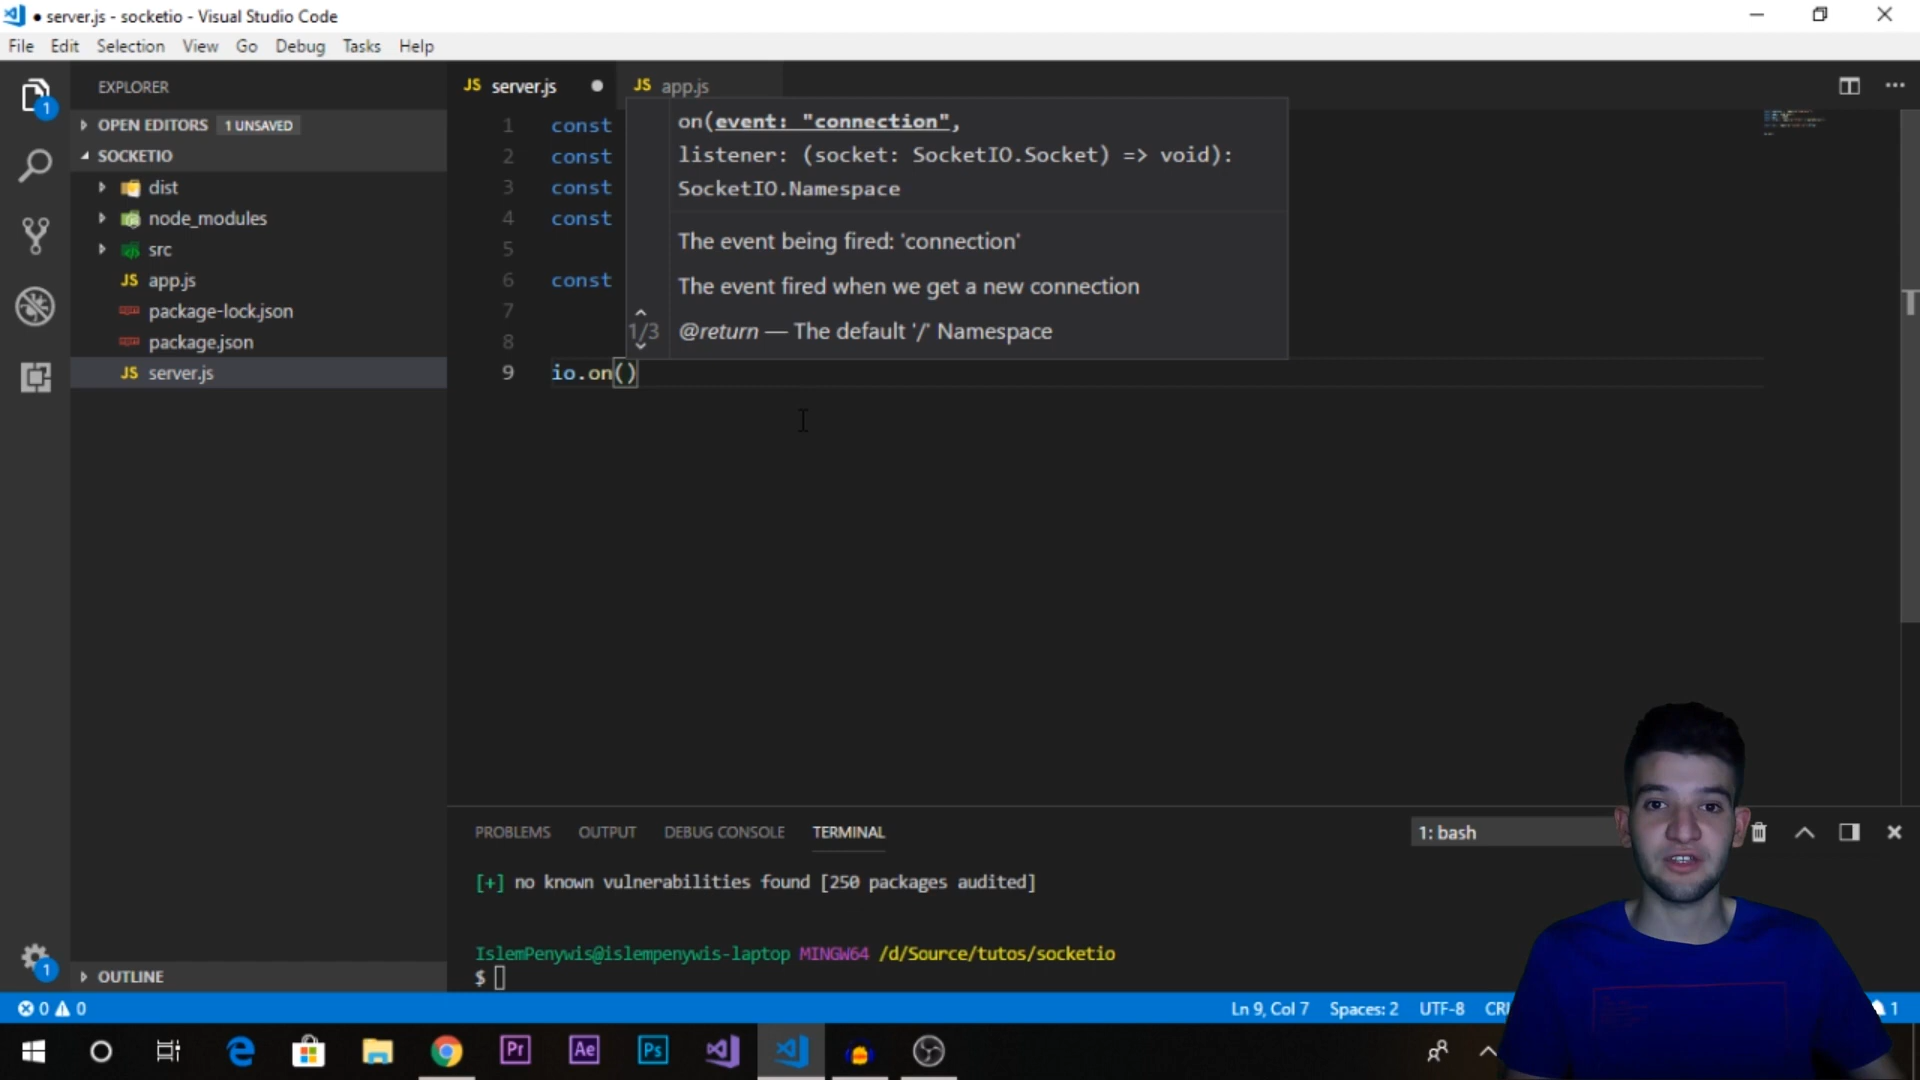 ● server.js - socketio - Visual Studio Code
File Edit Selection View Go Debug Tasks Help
EXPLORER
OPEN EDITORS 1 UNSAVED
SOCKETIO
dist
node_modules
src
JS app.js
package-lock.json
package.json
JS server.js
OUTLINE
1
1
JS server.js ● JS app.js
1 const
2 const
3 const
4 const
5
6 const
7
8
9 io.on()
on(event: "connection",
listener: (socket: SocketIO.Socket) => void):
SocketIO.Namespace
The event being fired: 'connection'
The event fired when we get a new connection
1/3 @return — The default '/' Namespace
PROBLEMS OUTPUT DEBUG CONSOLE TERMINAL 1: bash
[+] no known vulnerabilities found [250 packages audited]
IslemPenywis@islempenywis-laptop MINGW64 /d/Source/tutos/socketio
$
0 0 Ln 9, Col 7 Spaces: 2 UTF-8 1
Pr Ae Ps